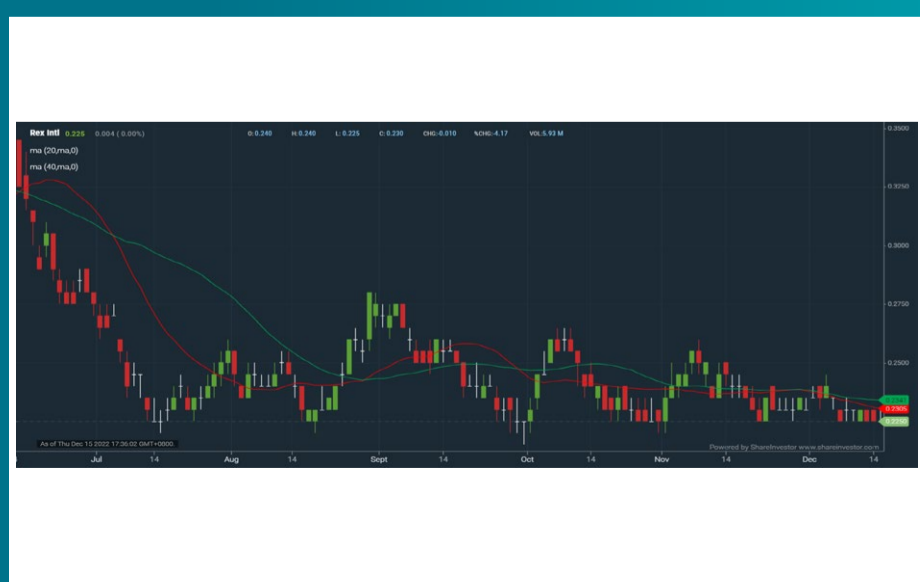 Rex Intl 0.225 0.004 ( 0.00%) O:0.240 H:0.240 L: 0.225 C: 0.230 CHG:-0.010 %CHG:-4.17 VOL:5.93 M
ma (20,ma,0)
ma (40,ma,0)
0.3500
0.3250
0.3000
0.2750
0.2500
0.2305
0.2250
As of Thu Dec 15 2022 17:36:02 GMT+0000.
Powered by ShareInvestor www.shareinvestor.com
Jul 14 Aug 14 Sept 14 Oct 14 Nov 14 Dec 14